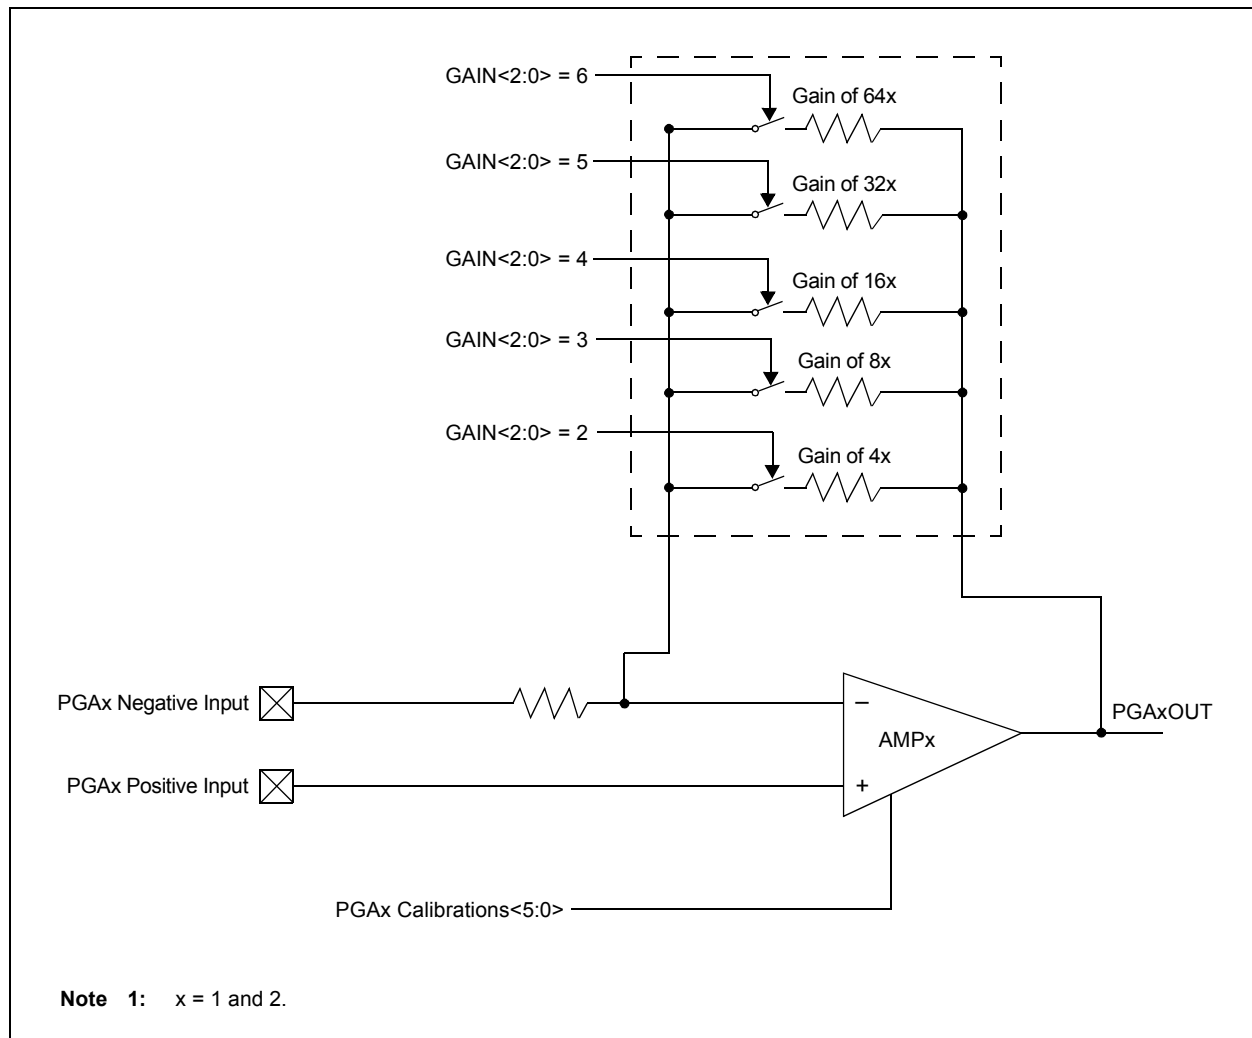 GAIN<2:0> = 6
Gain of 64x
GAIN<2:0> = 5
Gain of 32x
GAIN<2:0> = 4
Gain of 16x
GAIN<2:0> = 3
Gain of 8x
GAIN<2:0> = 2
Gain of 4x
PGAx Negative Input
–
PGAxOUT
AMPx
PGAx Positive Input
+
PGAx Calibrations<5:0>
Note 1: x = 1 and 2.